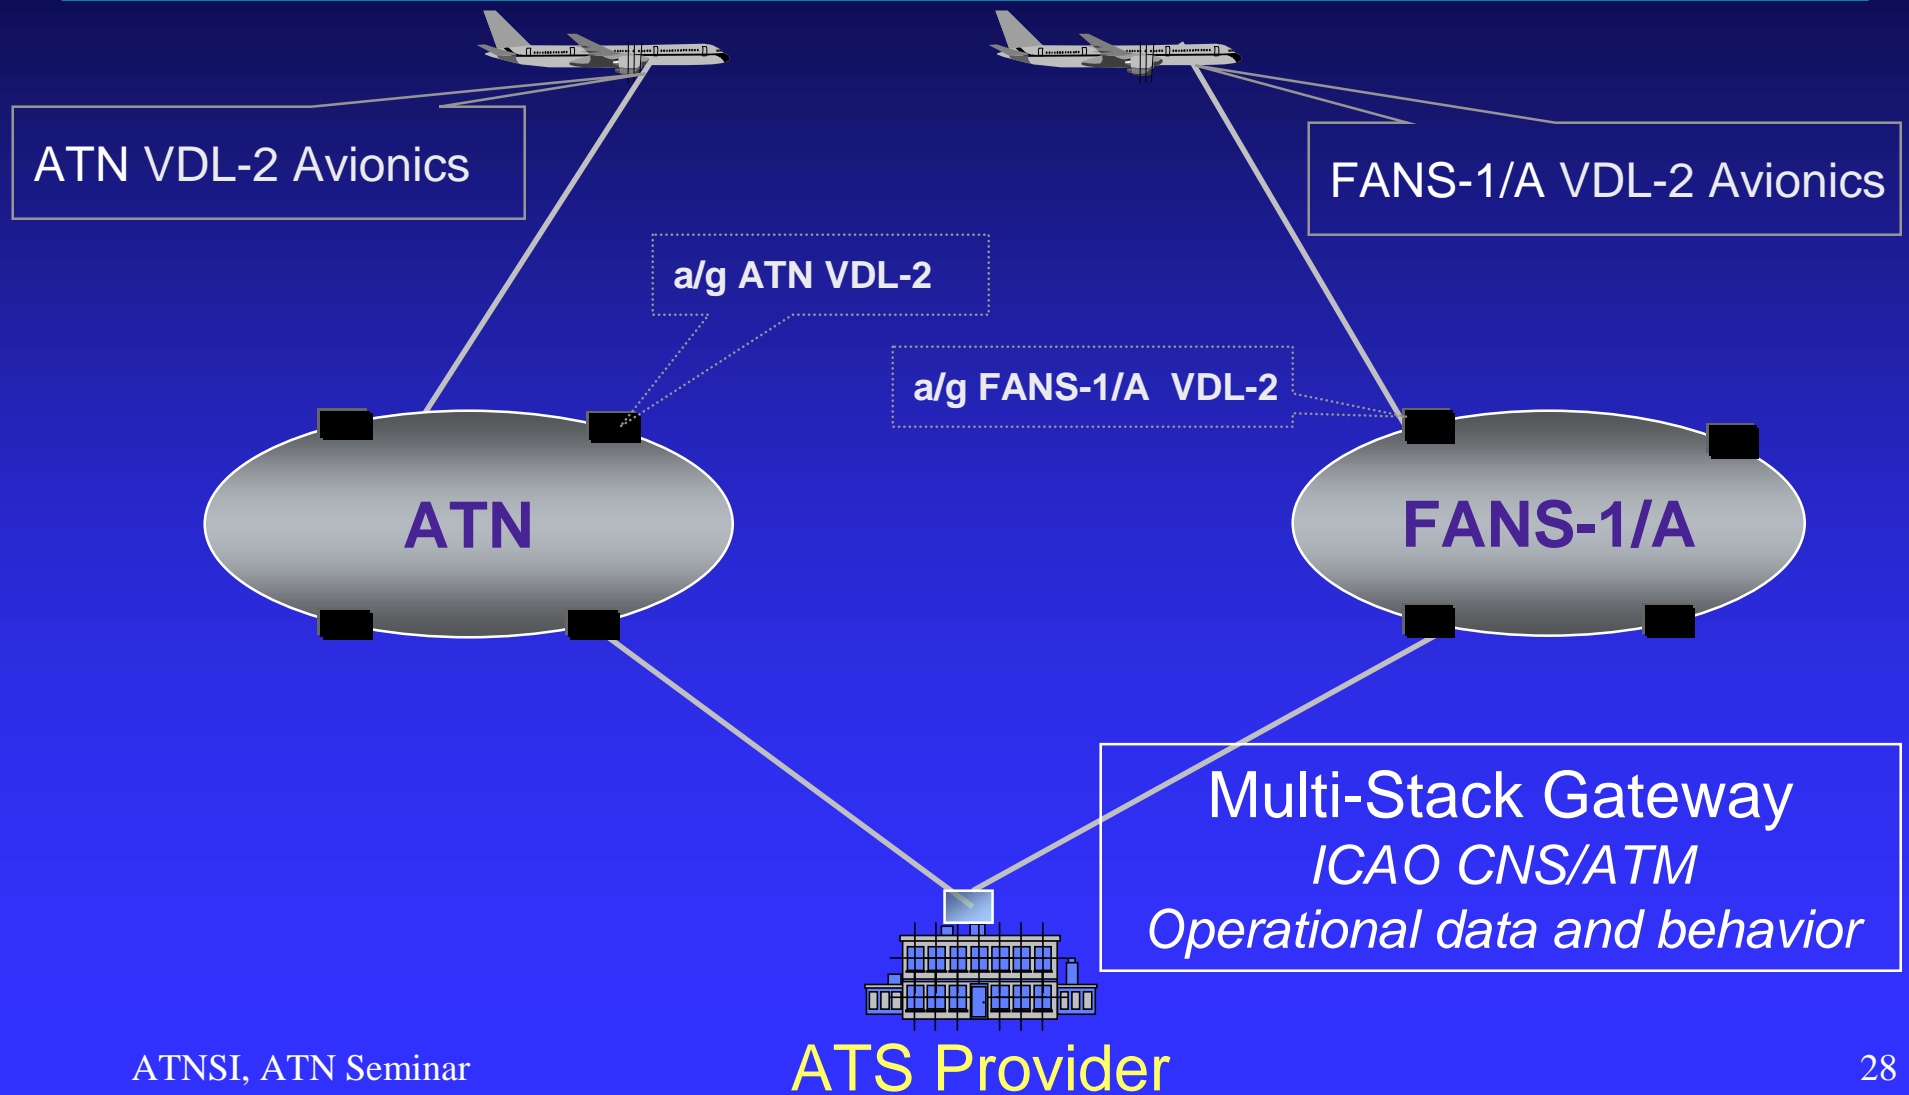 ATN VDL-2 Avionics
FANS-1/A VDL-2 Avionics
a/g ATN VDL-2
a/g FANS-1/A VDL-2
ATN
FANS-1/A
Multi-Stack Gateway
ICAO CNS/ATM
Operational data and behavior
ATS Provider
ATNSI, ATN Seminar
28